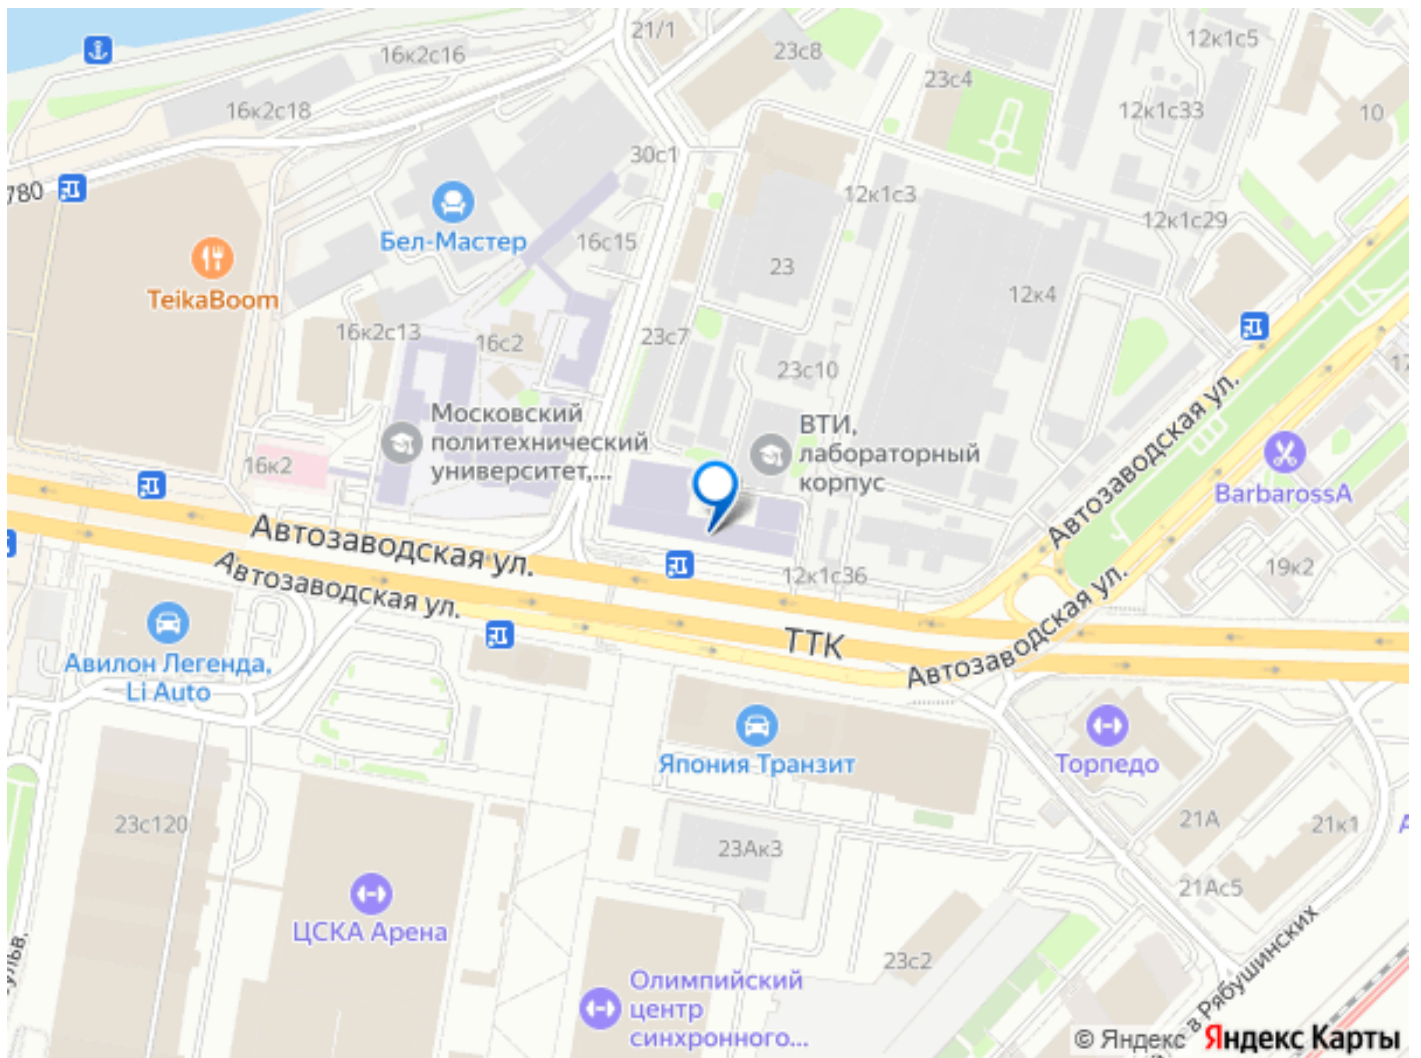 21/1
12к1с5
16к2с16
23с8
23с4
16к2с18
12к1с33
10
30с1
780
12к1с3
12к1с29
Бел-Мастер
16с15
23
TeikaBoom
12к4
16к2с13
16с2
23с7
23с10
Автозаводская ул.
Московский
политехнический
университет,...
ВТИ,
лабораторный
корпус
16к2
BarbarossA
Автозаводская ул.
Автозаводская ул.
12к1с36
19к2
Автозаводская ул.
ТТК
Авилон Легенда,
Li Auto
Япония Транзит
Торпедо
23с120
21А
21к1
23Ак3
21Ас5
ЦСКА Арена
23с2
Олимпийский
центр
синхронного...
в Рябушинских
© Яндекс Яндекс Карты